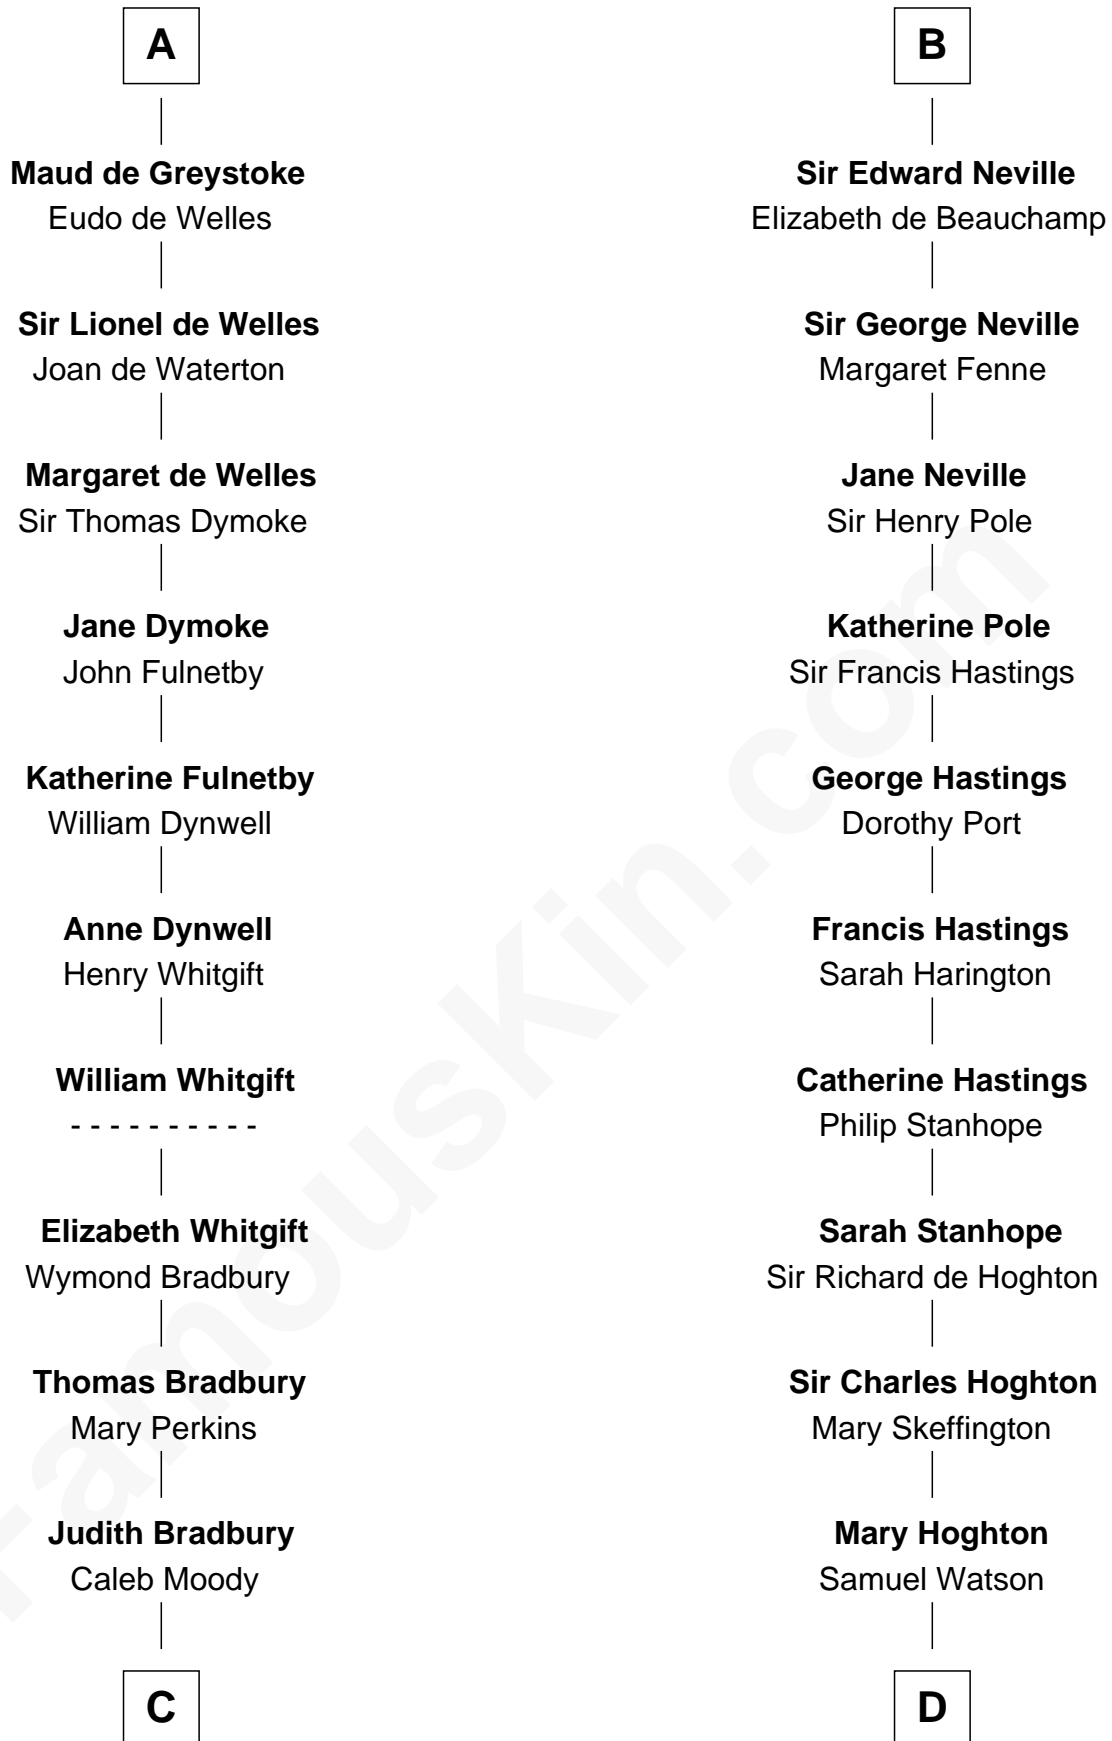 A
Maud de Greystoke
Eudo de Welles
Sir Lionel de Welles
Joan de Waterton
Margaret de Welles
Sir Thomas Dymoke
Jane Dymoke
John Fulnetby
Katherine Fulnetby
William Dynwell
Anne Dynwell
Henry Whitgift
William Whitgift
- - - - - - - - - -
Elizabeth Whitgift
Wymond Bradbury
Thomas Bradbury
Mary Perkins
Judith Bradbury
Caleb Moody
C
B
Sir Edward Neville
Elizabeth de Beauchamp
Sir George Neville
Margaret Fenne
Jane Neville
Sir Henry Pole
Katherine Pole
Sir Francis Hastings
George Hastings
Dorothy Port
Francis Hastings
Sarah Harington
Catherine Hastings
Philip Stanhope
Sarah Stanhope
Sir Richard de Hoghton
Sir Charles Hoghton
Mary Skeffington
Mary Hoghton
Samuel Watson
D
FamousKin.com